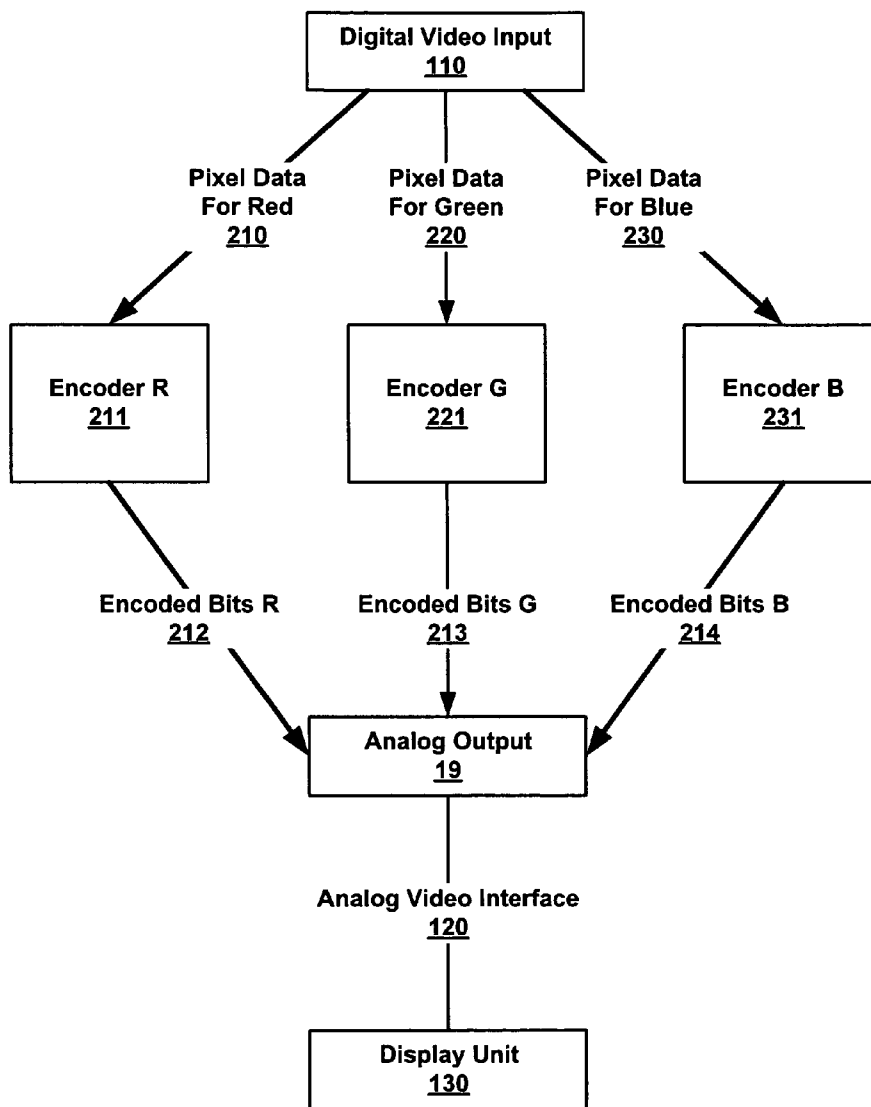 Digital Video Input
110
Pixel Data
For Red
210
Pixel Data
For Green
220
Pixel Data
For Blue
230
Encoder R
211
Encoder G
221
Encoder B
231
Encoded Bits R
212
Encoded Bits G
213
Encoded Bits B
214
Analog Output
19
Analog Video Interface
120
Display Unit
130